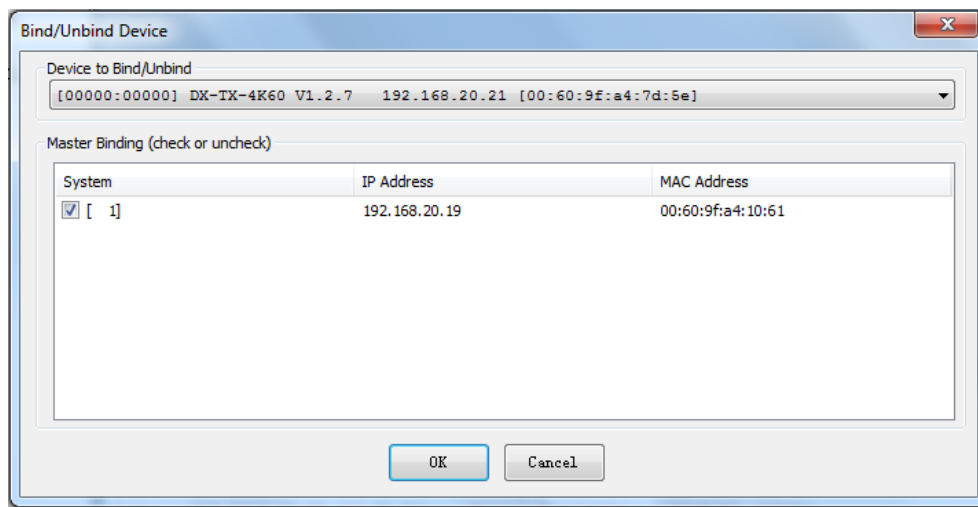 Bind/Unbind Device
Device to Bind/Unbind
[00000:00000] DX-TX-4K60 V1.2.7 192.168.20.21 [00:60:9f:a4:7d:5e]
Master Binding (check or uncheck)
System IP Address MAC Address
[ 1] 192.168.20.19 00:60:9f:a4:10:61
OK Cancel